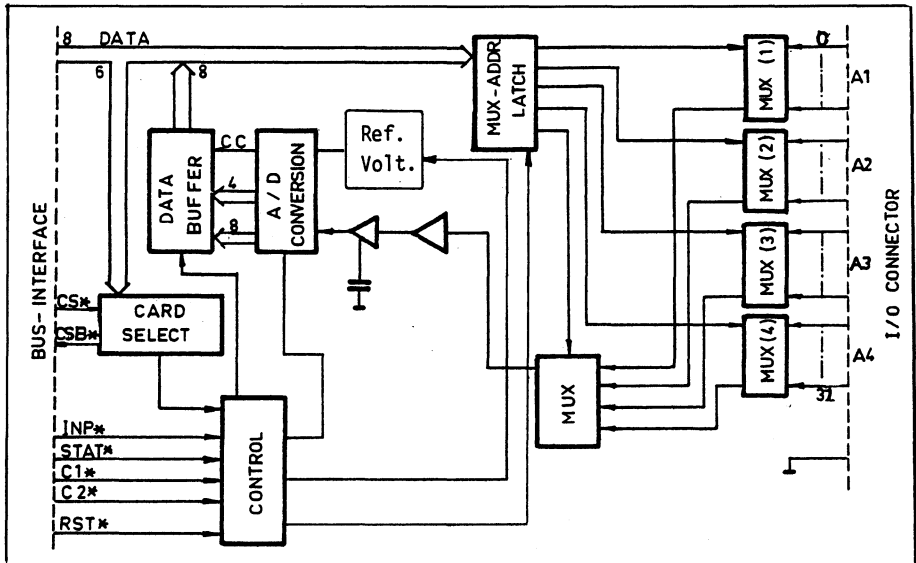 8 DATA
6
8
MUX-ADDR.
LATCH
MUX (1)
0
A1
MUX (2)
A2
MUX (3)
A3
MUX (4)
A4
31
I/O CONNECTOR
BUS-INTERFACE
DATA
BUFFER
CC
4
8
A/D
CONVERSION
Ref.
Volt.
CS*
CSB*
CARD
SELECT
MUX
INP*
STAT*
C1*
C2*
RST*
CONTROL